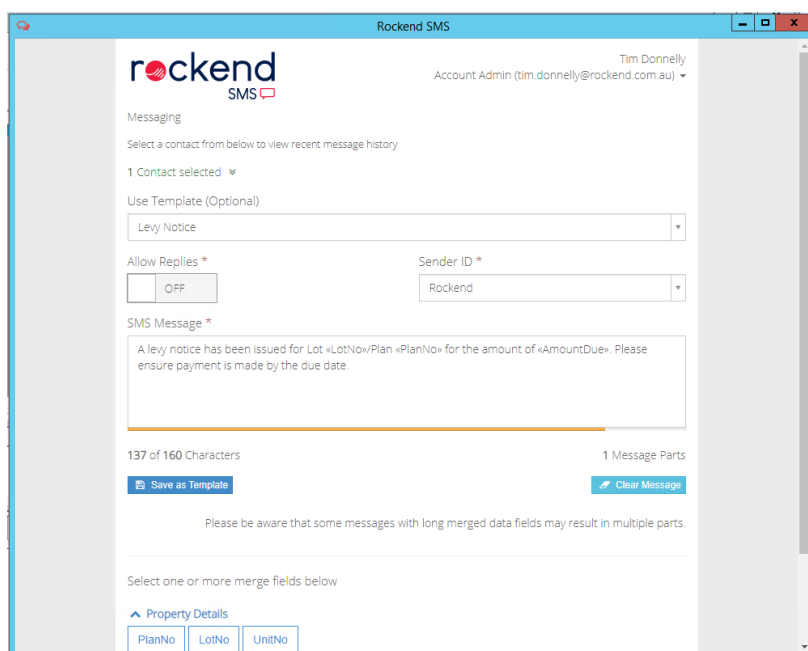 Rockend SMS
rockend
SMS
Tim Donnelly
Account Admin (tim.donnelly@rockend.com.au)
Messaging
Select a contact from below to view recent message history
1 Contact selected
Use Template (Optional)
Levy Notice
Allow Replies *
Sender ID *
OFF
Rockend
SMS Message *
A levy notice has been issued for Lot «LotNo»/Plan «PlanNo» for the amount of «AmountDue». Please
ensure payment is made by the due date.
137 of 160 Characters
1 Message Parts
Save as Template
Clear Message
Please be aware that some messages with long merged data fields may result in multiple parts.
Select one or more merge fields below
Property Details
PlanNo
LotNo
UnitNo